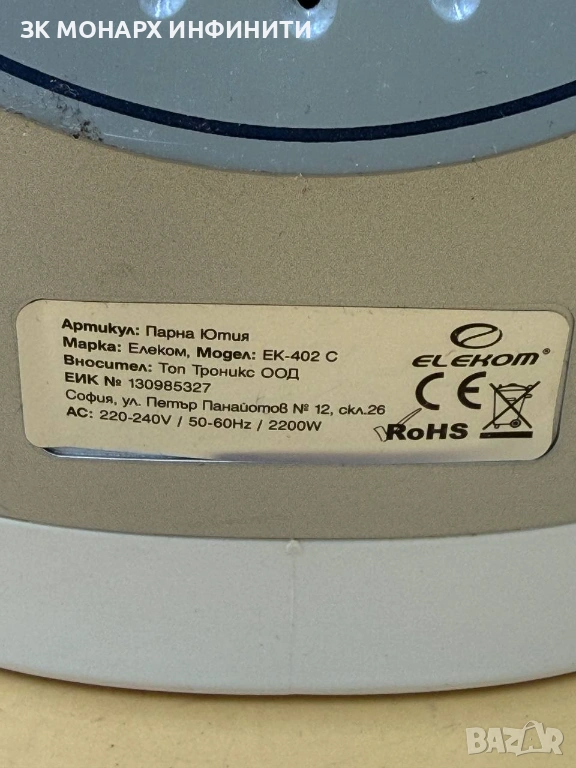 ЗК МОНАРХ ИНФИНИТИ
Артикул: Парна Ютия
Марка: Елеком, Модел: ЕК-402 С
Вносител: Топ Троникс ООД
ЕИК № 130985327
София, ул. Петър Панайотов № 12, скл.26
AC: 220-240V / 50-60Hz / 2200W
ELEKOM®
CE
RoHS
BAZAR